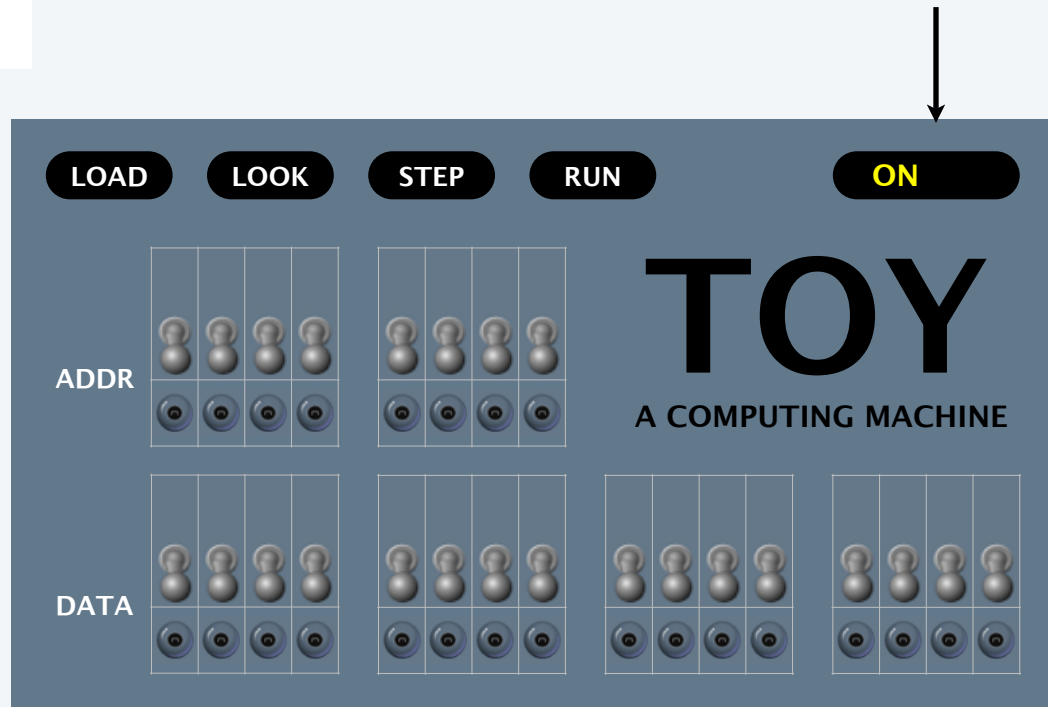 LOAD LOOK STEP RUN ON
TOY
ADDR
A COMPUTING MACHINE
DATA